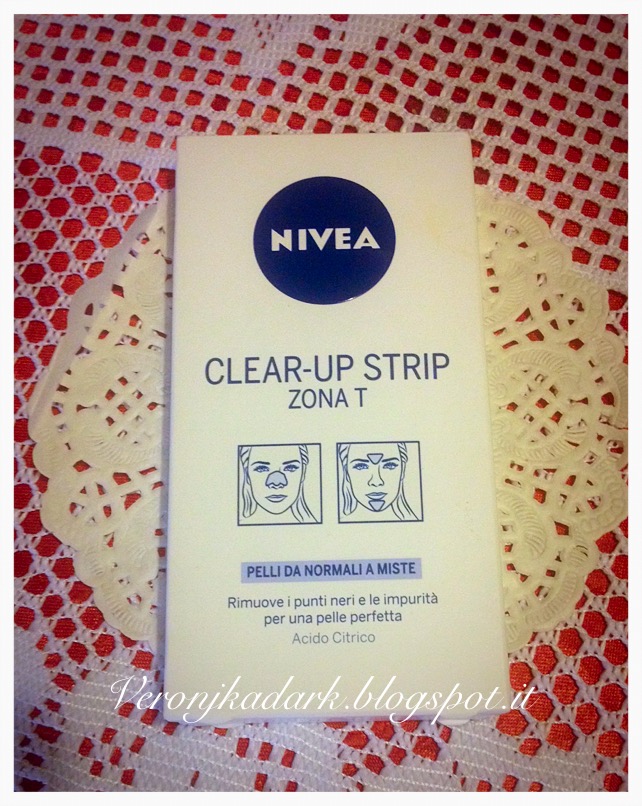 NIVEA
CLEAR-UP STRIP
ZONA T
PELLI DA NORMALI A MISTE
Rimuove i punti neri e le impurità
per una pelle perfetta
Acido Citrico
Veronjkadark.blogspot.it